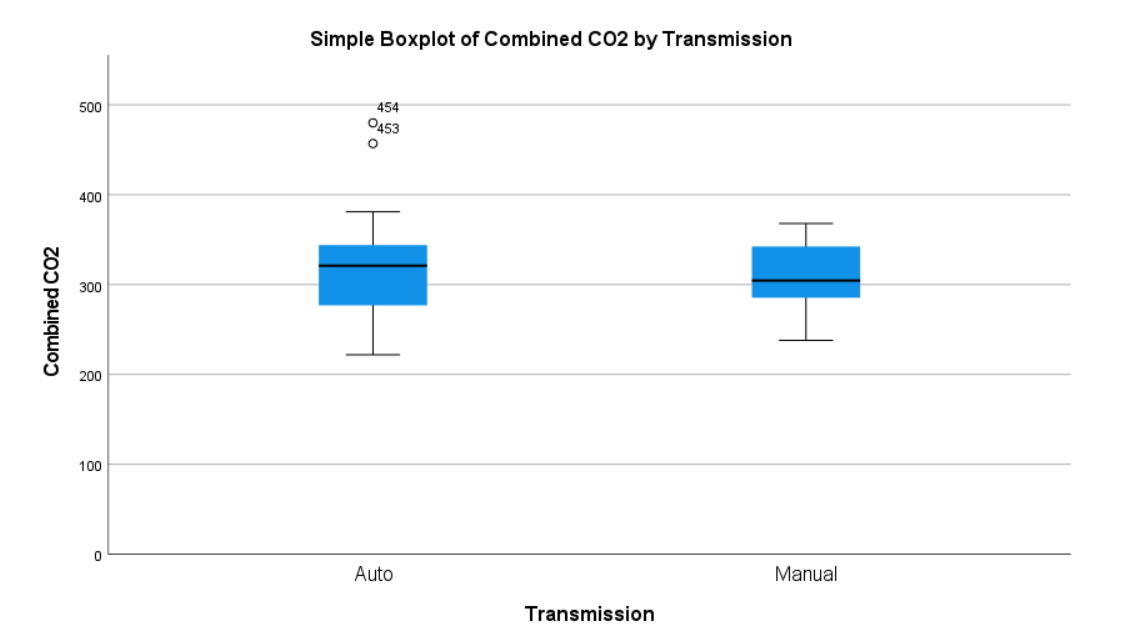 Simple Boxplot of Combined CO2 by Transmission
500
400
300
200
100
0
Combined CO2
454
453
Auto
Manual
Transmission